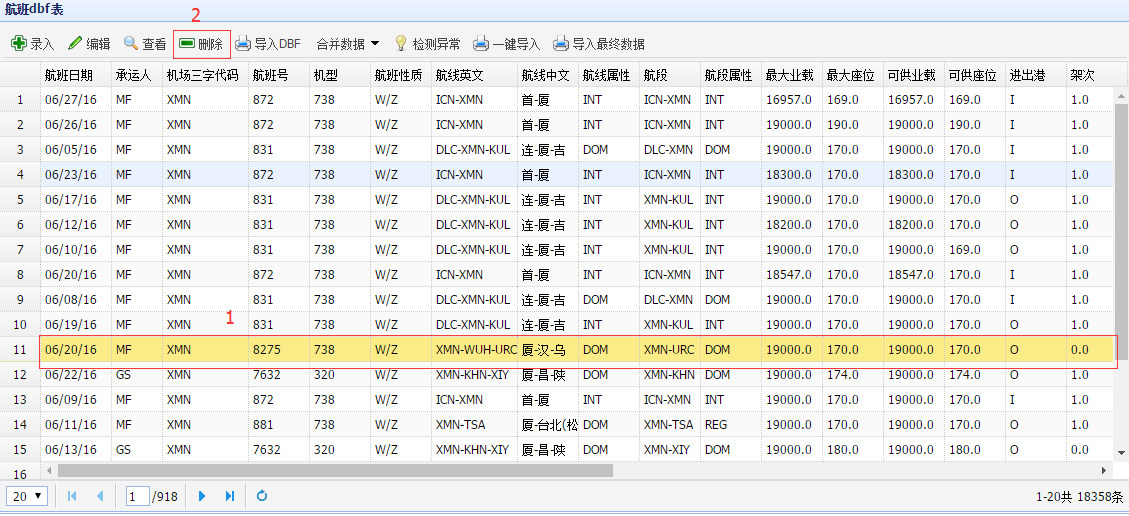 航班dbf表
2
录入 编辑 查看 删除 导入DBF 合并数据 检测异常 一键导入 导入最终数据
航班日期 承运人 机场三字代码 航班号 机型 航班性质 航线英文 航线中文 航线属性 航段 航段属性 最大业载 最大座位 可供业载 可供座位 进出港 架次
1 06/27/16 MF XMN 872 738 W/Z ICN-XMN 首-厦 INT ICN-XMN INT 16957.0 169.0 16957.0 169.0 I 1.0
2 06/26/16 MF XMN 872 738 W/Z ICN-XMN 首-厦 INT ICN-XMN INT 19000.0 190.0 19000.0 190.0 I 1.0
3 06/05/16 MF XMN 831 738 W/Z DLC-XMN-KUL 连-厦-吉 DOM DLC-XMN DOM 19000.0 170.0 19000.0 170.0 I 1.0
4 06/23/16 MF XMN 872 738 W/Z ICN-XMN 首-厦 INT ICN-XMN INT 18300.0 170.0 18300.0 170.0 I 1.0
5 06/17/16 MF XMN 831 738 W/Z DLC-XMN-KUL 连-厦-吉 INT XMN-KUL INT 19000.0 170.0 19000.0 170.0 O 1.0
6 06/12/16 MF XMN 831 738 W/Z DLC-XMN-KUL 连-厦-吉 INT XMN-KUL INT 18200.0 170.0 18200.0 170.0 O 1.0
7 06/10/16 MF XMN 831 738 W/Z DLC-XMN-KUL 连-厦-吉 INT XMN-KUL INT 19000.0 170.0 19000.0 169.0 O 1.0
8 06/20/16 MF XMN 872 738 W/Z ICN-XMN 首-厦 INT ICN-XMN INT 18547.0 170.0 18547.0 170.0 I 1.0
9 06/08/16 MF XMN 831 738 W/Z DLC-XMN-KUL 连-厦-吉 DOM DLC-XMN DOM 19000.0 170.0 19000.0 170.0 I 1.0
1
10 06/19/16 MF XMN 831 738 W/Z DLC-XMN-KUL 连-厦-吉 INT XMN-KUL INT 19000.0 170.0 19000.0 170.0 O 1.0
11 06/20/16 MF XMN 8275 738 W/Z XMN-WUH-URC 厦-汉-乌 DOM XMN-URC DOM 19000.0 170.0 19000.0 170.0 O 0.0
12 06/22/16 GS XMN 7632 320 W/Z XMN-KHN-XIY 厦-昌-陕 DOM XMN-KHN DOM 19000.0 174.0 19000.0 174.0 O 1.0
13 06/09/16 MF XMN 872 738 W/Z ICN-XMN 首-厦 INT ICN-XMN INT 19000.0 170.0 19000.0 170.0 I 1.0
14 06/11/16 MF XMN 881 738 W/Z XMN-TSA 厦-台北(松 DOM XMN-TSA REG 19000.0 170.0 19000.0 170.0 O 1.0
15 06/13/16 GS XMN 7632 320 W/Z XMN-KHN-XIY 厦-昌-陕 DOM XMN-XIY DOM 19000.0 180.0 19000.0 180.0 O 0.0
16
20 1 /918 1-20共 18358条